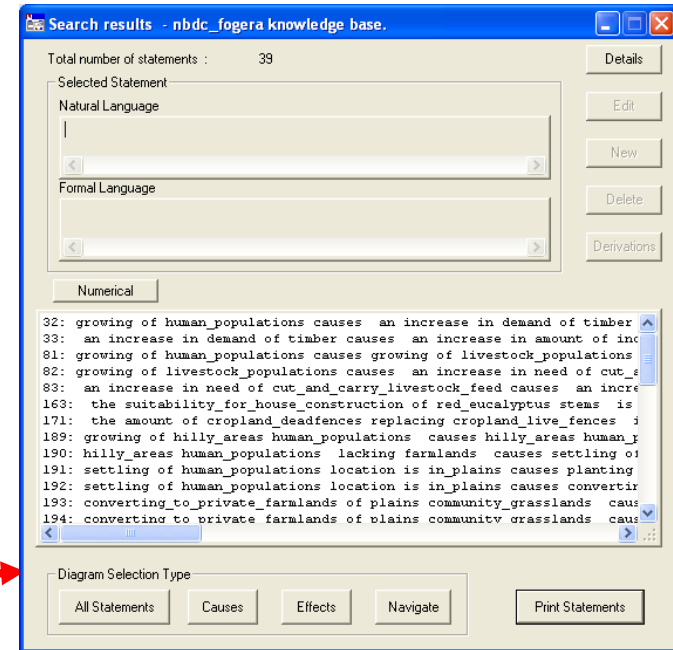 Search results - nbdc_fogera knowledge base.
Total number of statements : 39
Details
Selected Statement
Natural Language
Edit
New
Formal Language
Delete
Derivations
Numerical
32: growing of human_populations causes an increase in demand of timber
33: an increase in demand of timber causes an increase in amount of inc
81: growing of human_populations causes growing of livestock_populations
82: growing of livestock_populations causes an increase in need of cut_a
83: an increase in need of cut_and_carry_livestock_feed causes an incre
163: the suitability_for_house_construction of red_eucalyptus stems is
171: the amount of cropland_deadfences replacing cropland_live_fences i
189: growing of hilly_areas human_populations causes hilly_areas human_p
190: hilly_areas human_populations lacking farmlands causes settling of
191: settling of human_populations location is in_plains causes planting
192: settling of human_populations location is in_plains causes convertin
193: converting_to_private_farmlands of plains community_grasslands caus
194: converting to private farmlands of plains community grasslands caus
Diagram Selection Type
All Statements Causes Effects Navigate Print Statements